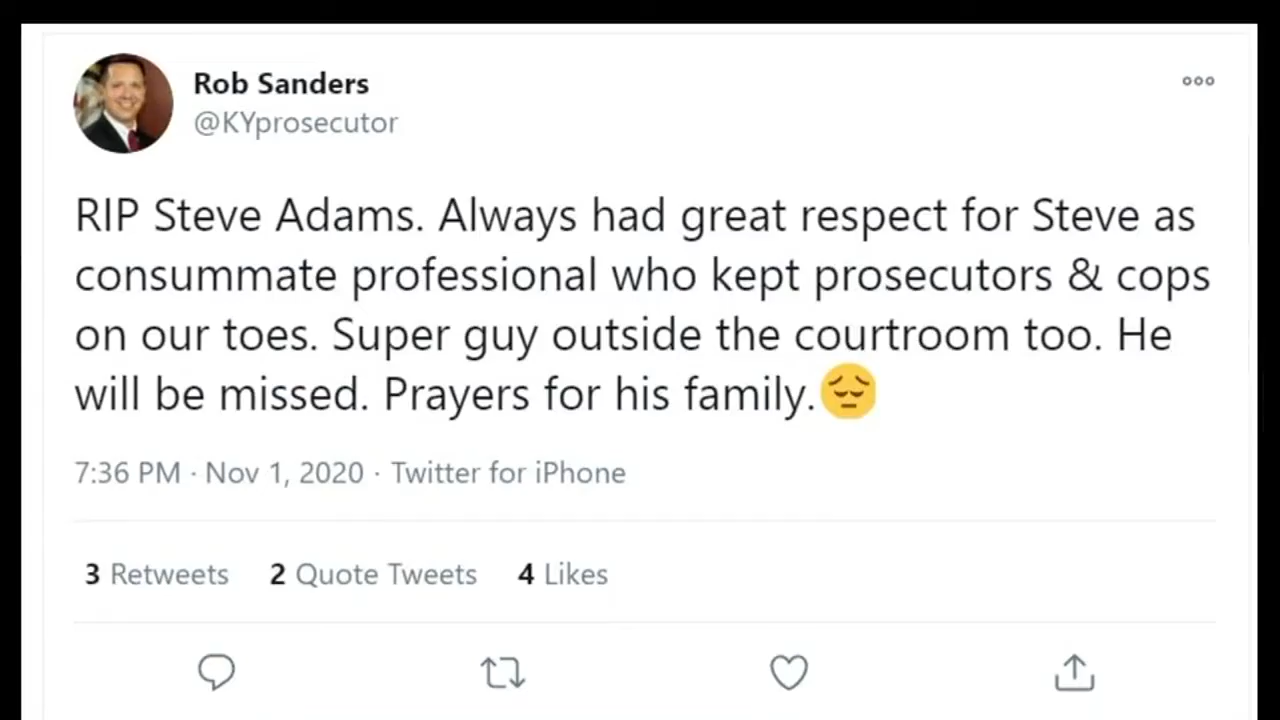 Rob Sanders
@KYprosecutor
RIP Steve Adams. Always had great respect for Steve as
consummate professional who kept prosecutors & cops
on our toes. Super guy outside the courtroom too. He
will be missed. Prayers for his family.😔
7:36 PM · Nov 1, 2020 · Twitter for iPhone
3 Retweets 2 Quote Tweets 4 Likes